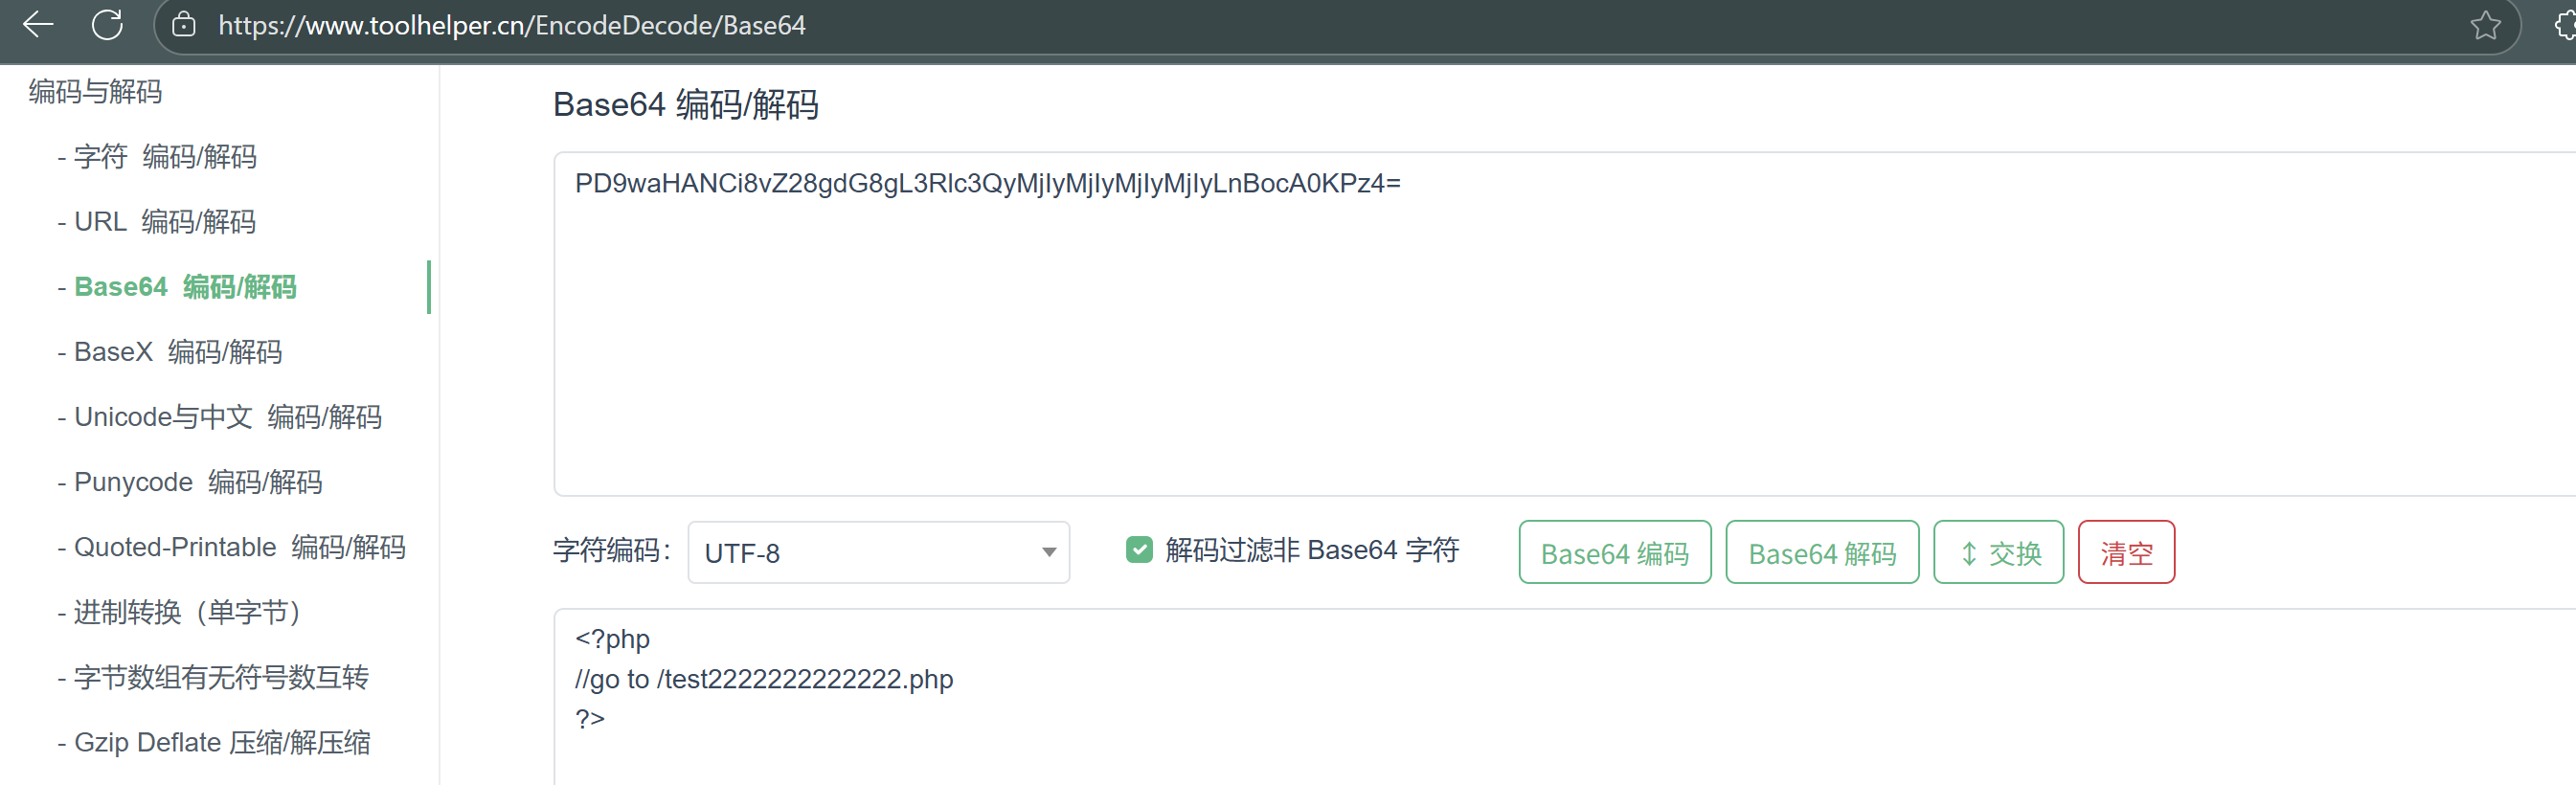 https://www.toolhelper.cn/EncodeDecode/Base64
编码与解码
- 字符 编码/解码
- URL 编码/解码
- Base64 编码/解码
- BaseX 编码/解码
- Unicode与中文 编码/解码
- Punycode 编码/解码
- Quoted-Printable 编码/解码
- 进制转换（单字节）
- 字节数组有无符号数互转
- Gzip Deflate 压缩/解压缩
Base64 编码/解码
PD9waHANCi8vZ28gdG8gL3Rlc3QyMjIyMjIyMjIyMjIyLnBocA0KPz4=
字符编码： UTF-8 解码过滤非 Base64 字符 Base64 编码 Base64 解码 交换 清空
<?php
//go to /test2222222222222.php
?>